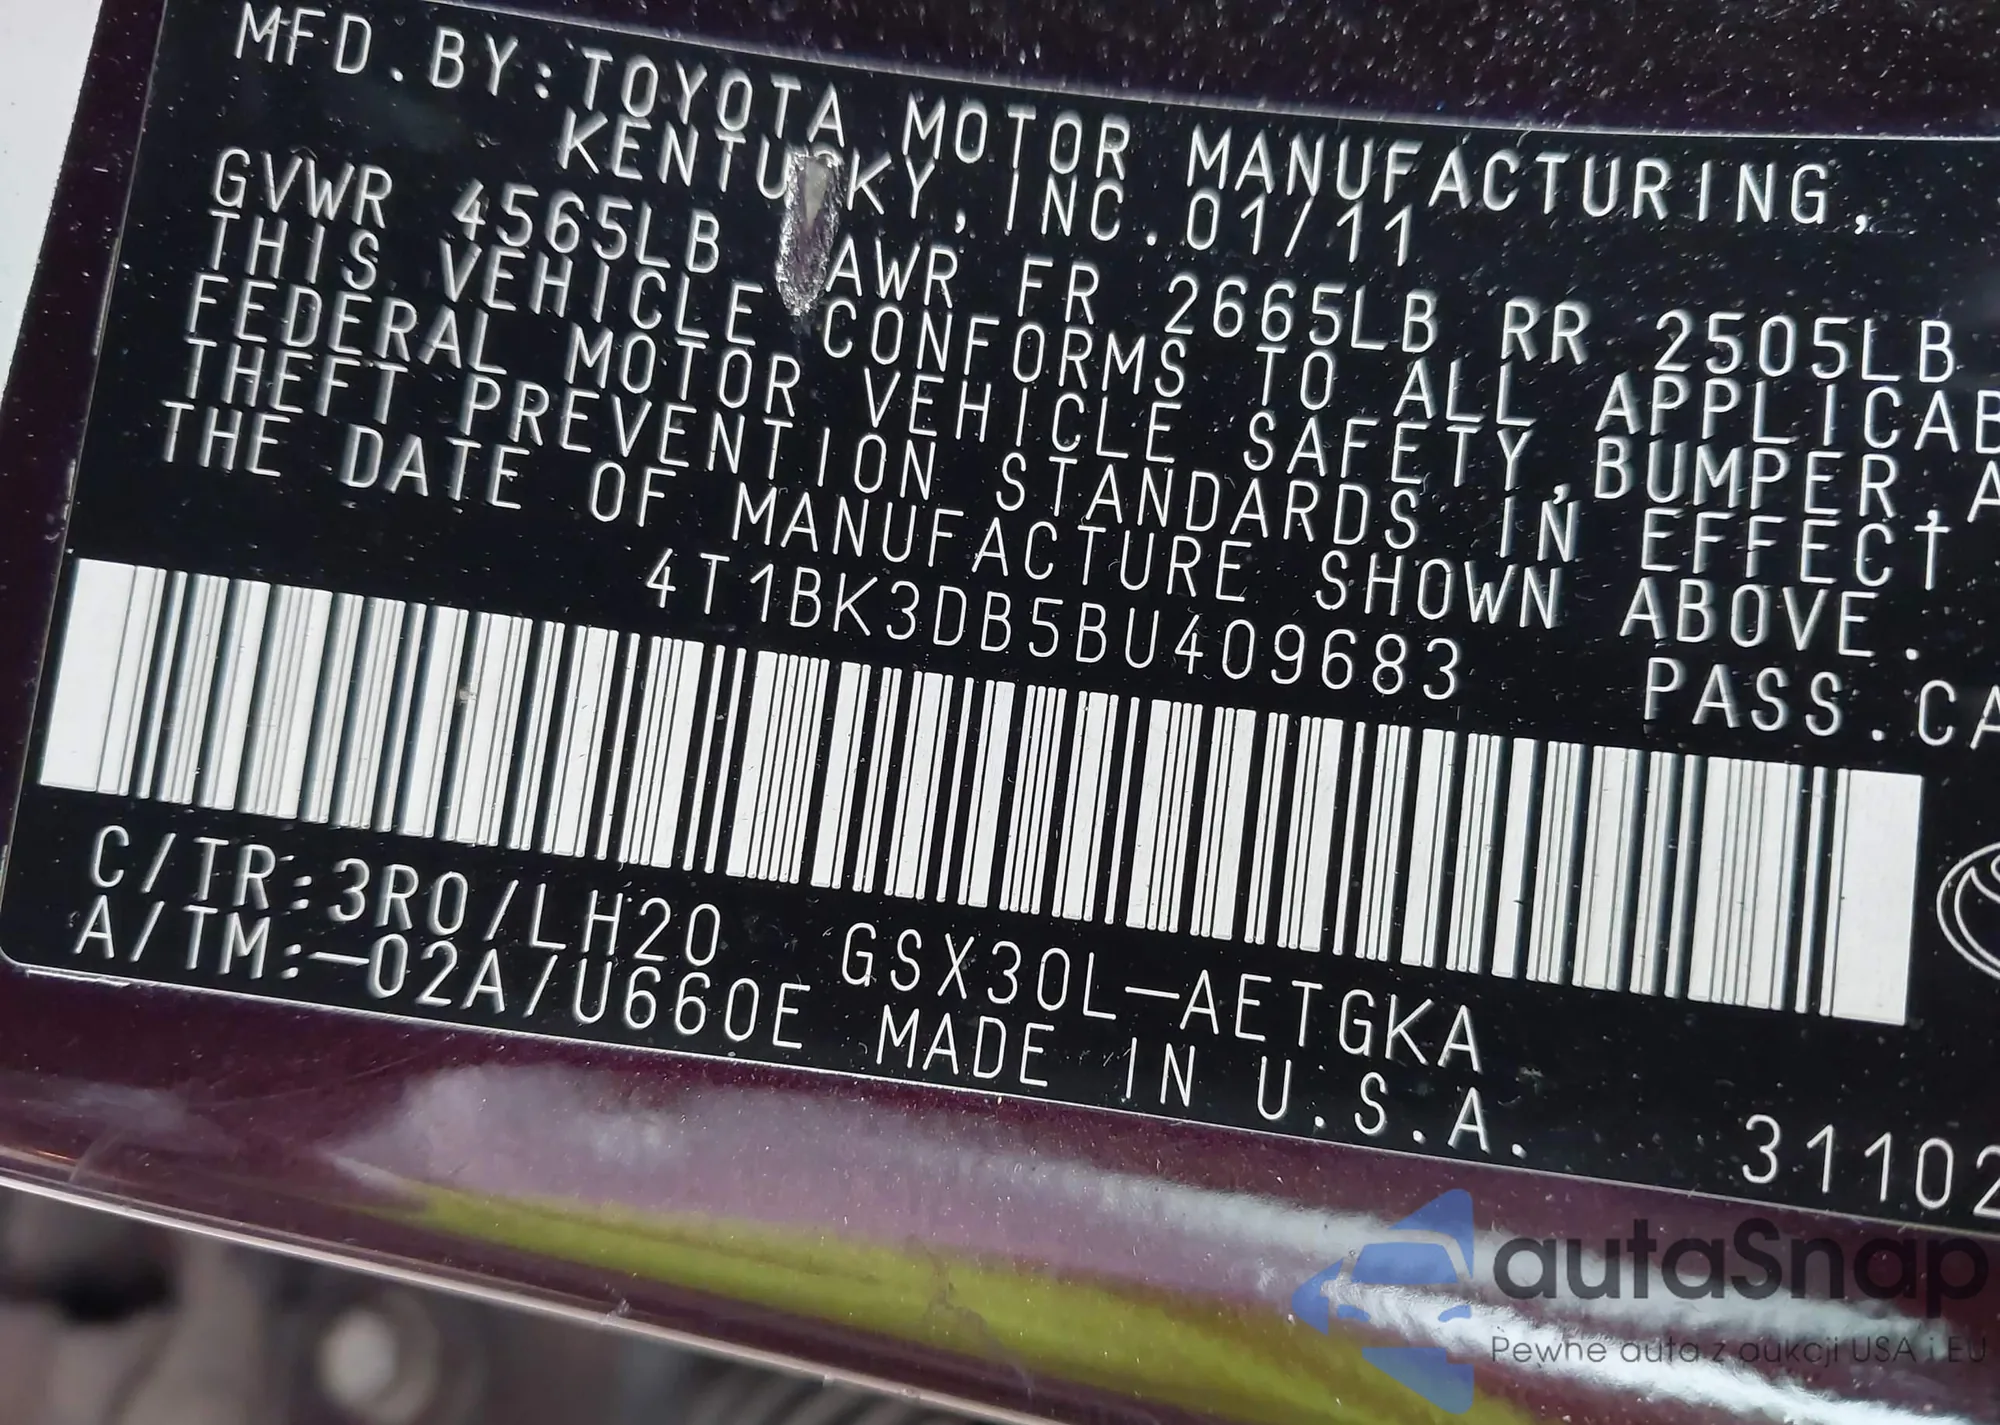 MFD.BY:TOYOTA MOTOR MANUFACTURING,
KENTUCKY, INC.01/11
GVWR 4565LB GAWR FR 2665LB RR 2505LB
THIS VEHICLE CONFORMS TO ALL APPLICAB
FEDERAL MOTOR VEHICLE SAFETY,BUMPER,A
THEFT PREVENTION STANDARDS IN EFFECT
THE DATE OF MANUFACTURE SHOWN ABOVE.
4T1BK3DB5BU409683
PASS.CA
C/TR:3R0/LH20 GSX30L-AETGKA
A/TM:-02A/U660E MADE IN U.S.A.
31102
autaSnap
Pewne auta z aukcji USA i EU